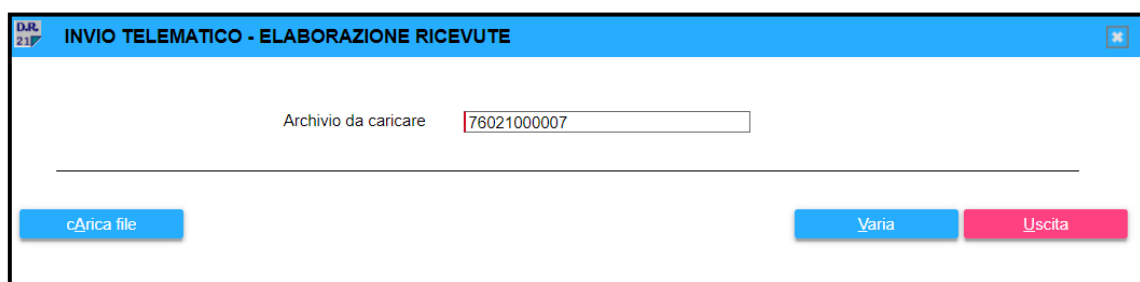 D.R.
21
INVIO TELEMATICO - ELABORAZIONE RICEVUTE
Archivio da caricare 76021000007
cArica file Varia Uscita